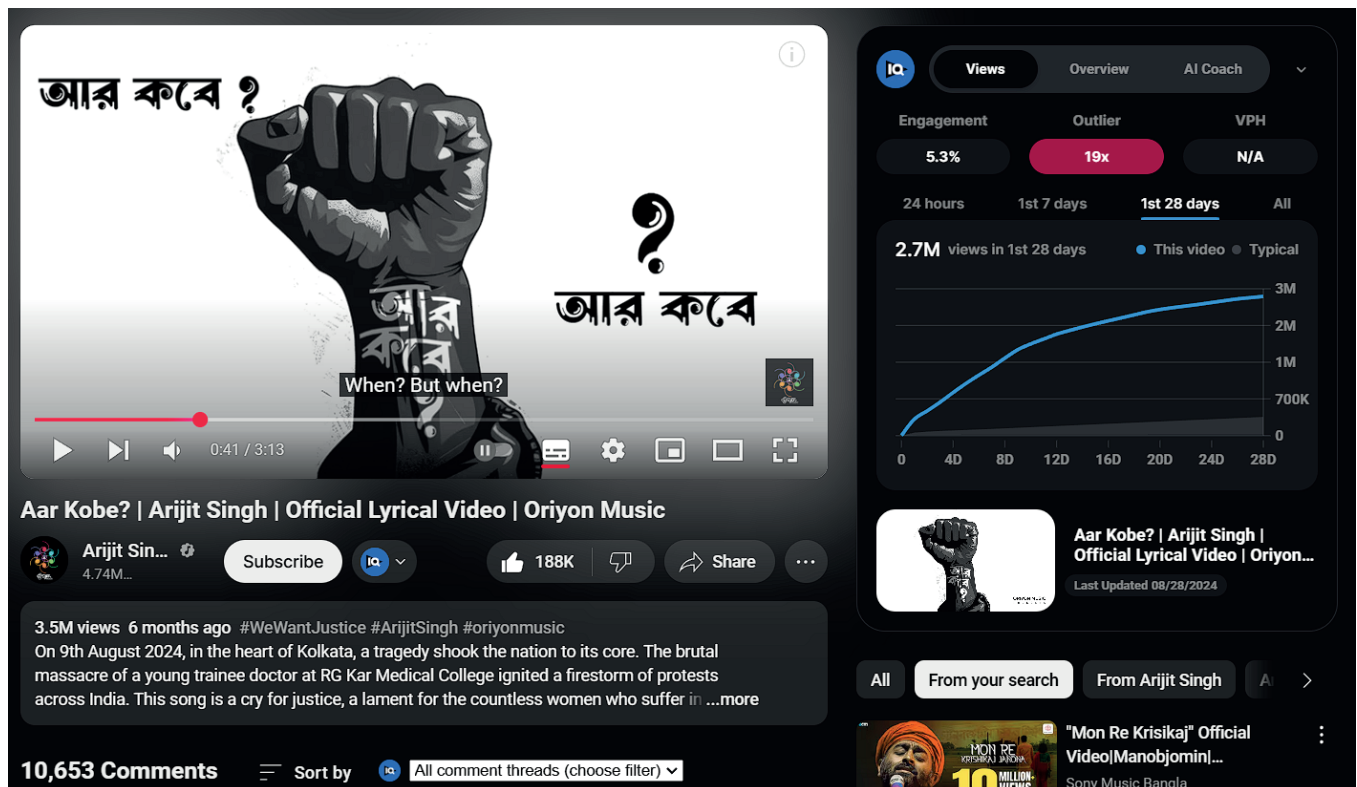 আর কবে ?
?
আর কবে
আর
কবে
?
When? But when?
0:41 / 3:13
Aar Kobe? | Arijit Singh | Official Lyrical Video | Oriyon Music
Arijit Sin...
4.74M...
Subscribe
IQ
188K
Share
3.5M views 6 months ago #WeWantJustice #ArijitSingh #oriyonmusic
On 9th August 2024, in the heart of Kolkata, a tragedy shook the nation to its core. The brutal
massacre of a young trainee doctor at RG Kar Medical College ignited a firestorm of protests
across India. This song is a cry for justice, a lament for the countless women who suffer in ...more
10,653 Comments
Sort by
IQ
All comment threads (choose filter)
IQ
Views
Overview
AI Coach
Engagement
Outlier
VPH
5.3%
19x
N/A
24 hours
1st 7 days
1st 28 days
All
2.7M views in 1st 28 days
This video
Typical
3M
2M
1M
700K
0
0 4D 8D 12D 16D 20D 24D 28D
Aar Kobe? | Arijit Singh |
Official Lyrical Video | Oriyon...
Last Updated 08/28/2024
All
From your search
From Arijit Singh
"Mon Re Krisikaj" Official
Video|Manobjomin|...
Sony Music Bangla
MON RE
KRISHIKAJ JANONA
10 MILLION+
VIEWS